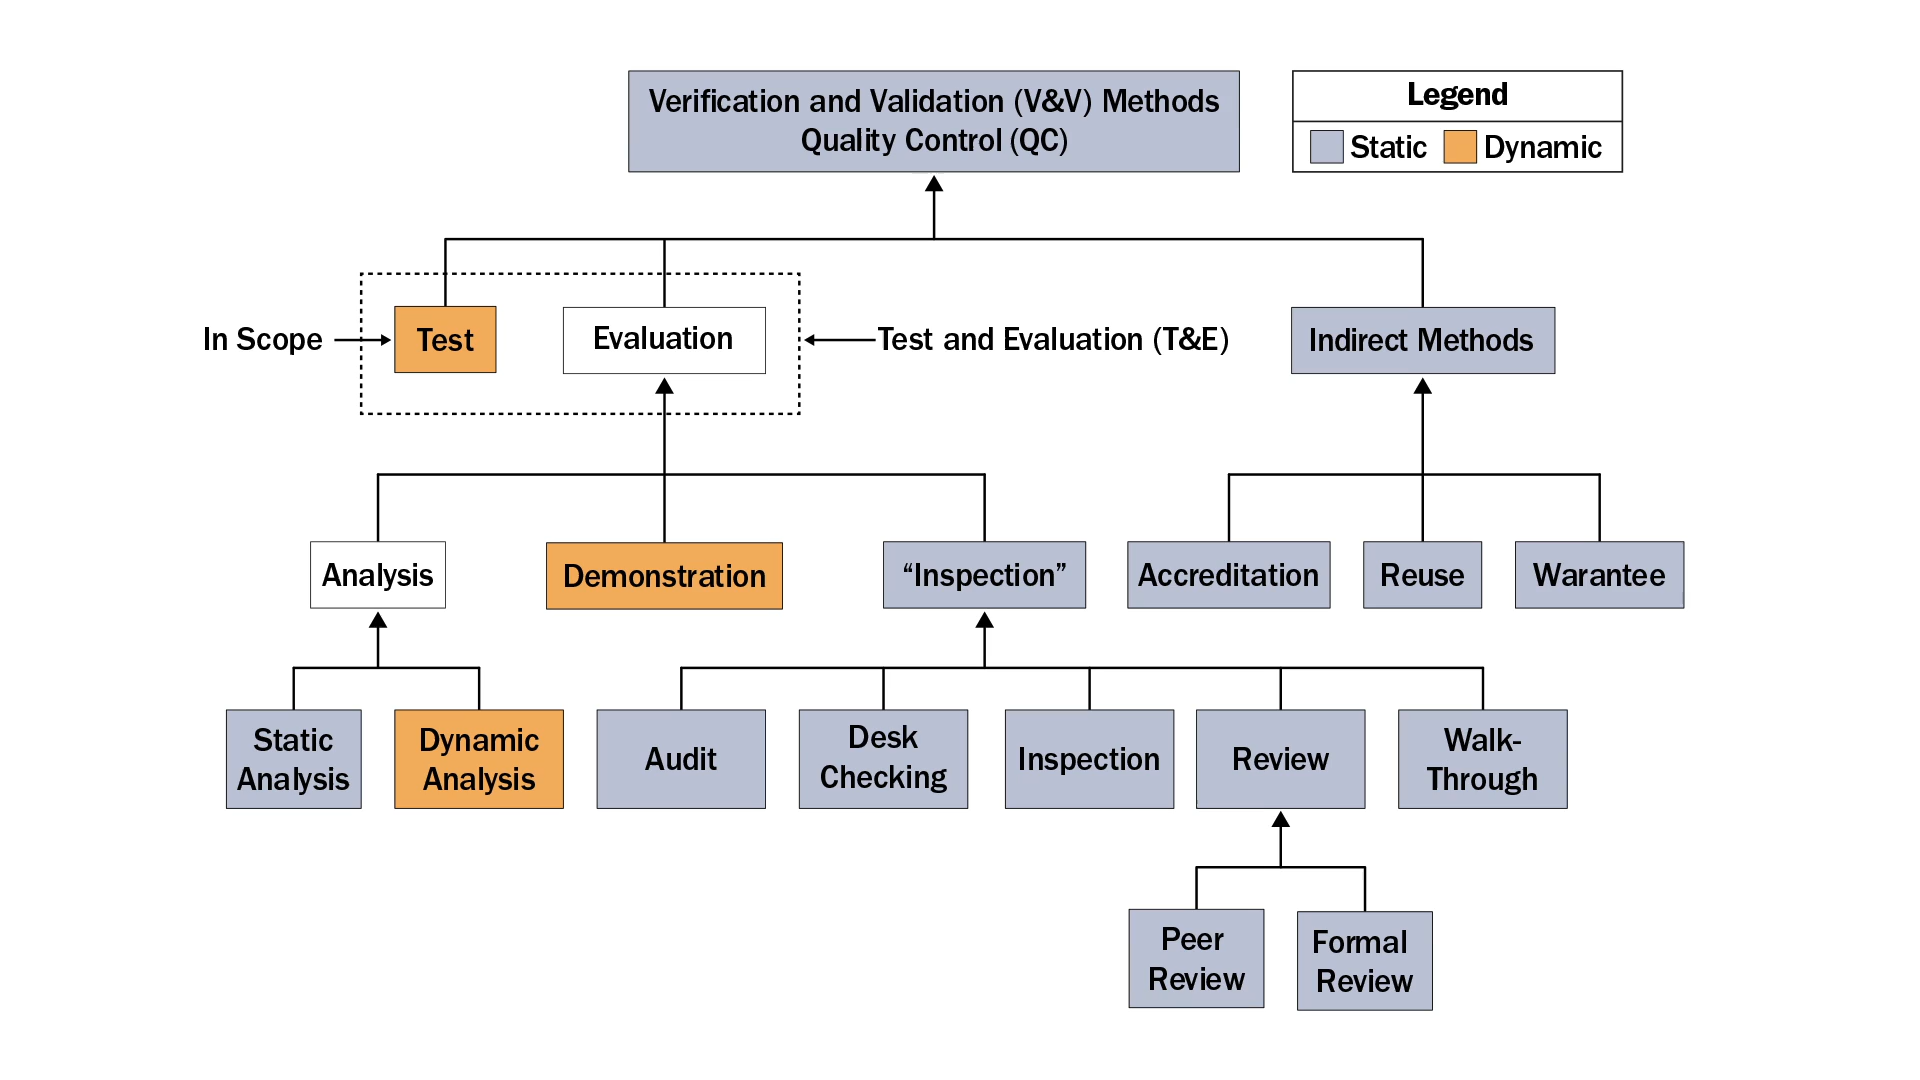 Verification and Validation (V&V) Methods
Quality Control (QC)
Legend
Static
Dynamic
In Scope
Test
Evaluation
Test and Evaluation (T&E)
Indirect Methods
Analysis
Demonstration
“Inspection”
Accreditation
Reuse
Warantee
Static
Analysis
Dynamic
Analysis
Audit
Desk
Checking
Inspection
Review
Walk-
Through
Peer
Review
Formal
Review